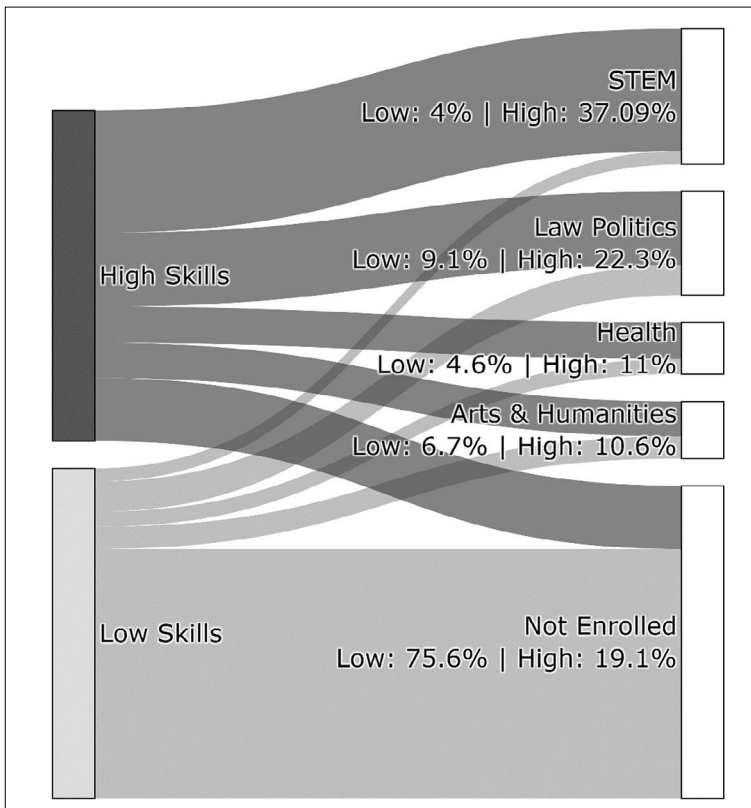 STEM
Low: 4% | High: 37.09%
Law Politics
Low: 9.1% | High: 22.3%
High Skills
Health
Low: 4.6% | High: 11%
Arts & Humanities
Low: 6.7% | High: 10.6%
Low Skills
Not Enrolled
Low: 75.6% | High: 19.1%